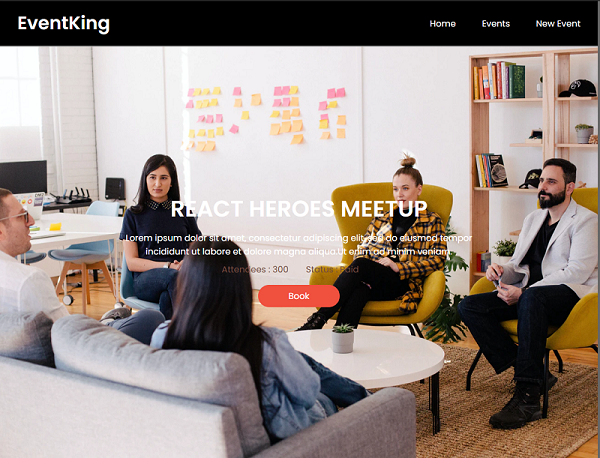 EventKing
Home Events New Event
REACT HEROES MEETUP
Lorem ipsum dolor sit amet, consectetur adipiscing elit, sed do eiusmod tempor
incididunt ut labore et dolore magna aliqua.Ut enim ad minim veniam
Attendees : 300 Status : Paid
Book